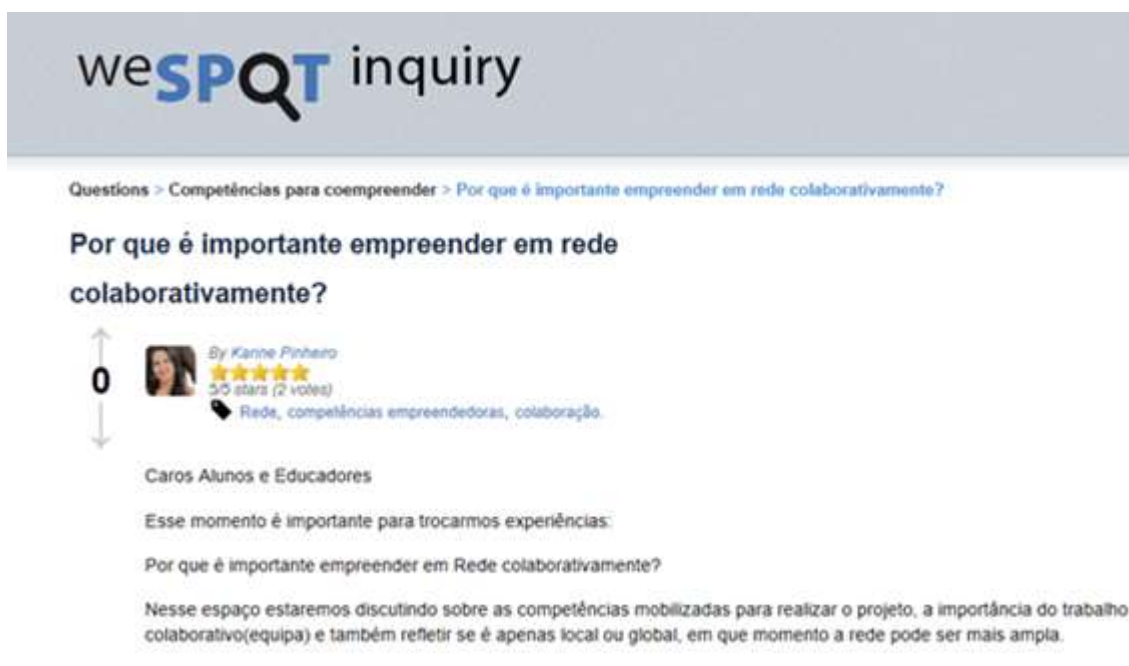 weSPOT inquiry
Questions > Competências para coempreender > Por que é importante empreender em rede colaborativamente?
Por que é importante empreender em rede
colaborativamente?
0
By Karine Pinheiro
5/5 stars (2 votes)
Rede, competências empreendedoras, colaboração.
Caros Alunos e Educadores
Esse momento é importante para trocarmos experiências:
Por que é importante empreender em Rede colaborativamente?
Nesse espaço estaremos discutindo sobre as competências mobilizadas para realizar o projeto, a importância do trabalho
colaborativo(equipa) e também refletir se é apenas local ou global, em que momento a rede pode ser mais ampla.